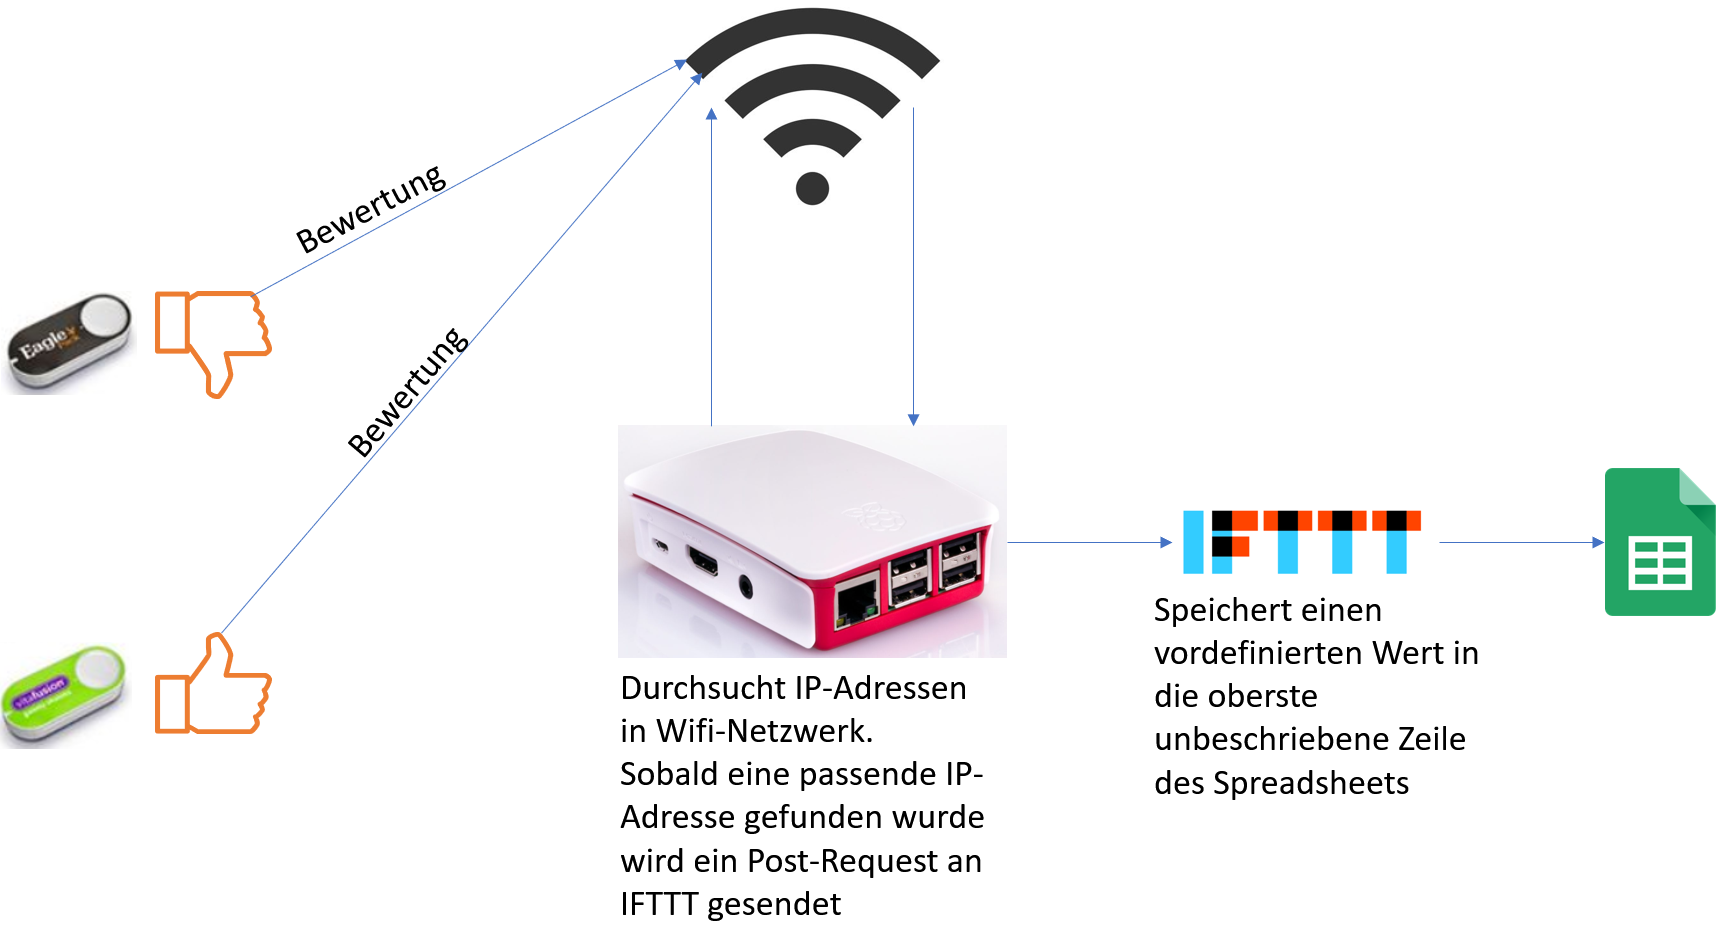 Bewertung
Eagle
Pack
Bewertung
vitafusion
Durchsucht IP-Adressen
in Wifi-Netzwerk.
Sobald eine passende IP-
Adresse gefunden wurde
wird ein Post-Request an
IFTTT gesendet
IFTTT
Speichert einen
vordefinierten Wert in
die oberste
unbeschriebene Zeile
des Spreadsheets